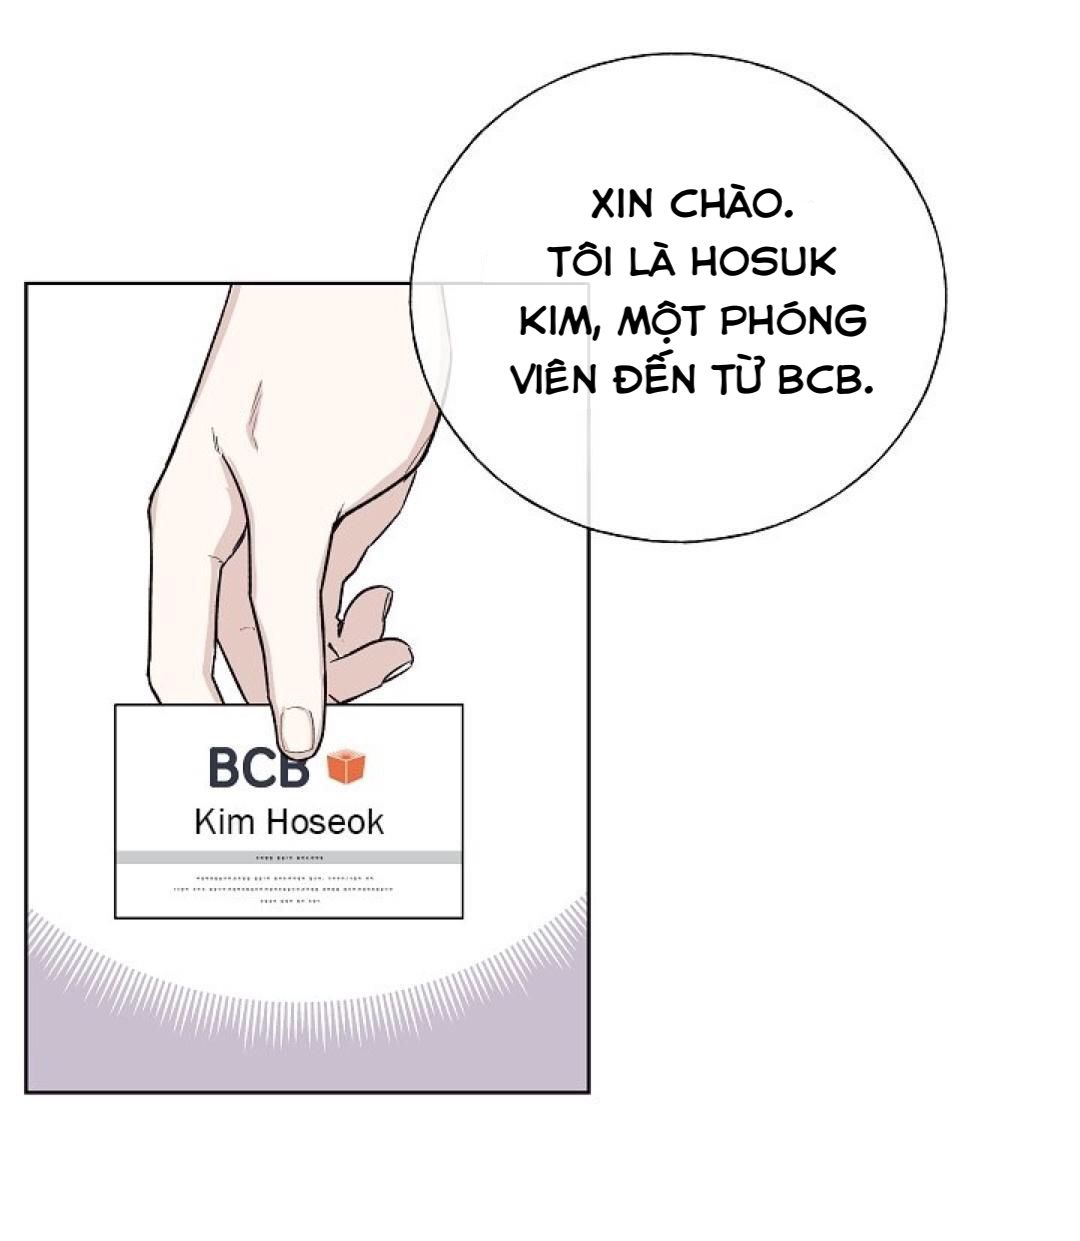 XIN CHÀO.
TÔI LÀ HOSUK
KIM, MỘT PHÓNG
VIÊN ĐẾN TỪ BCB.
BCB
Kim Hoseok